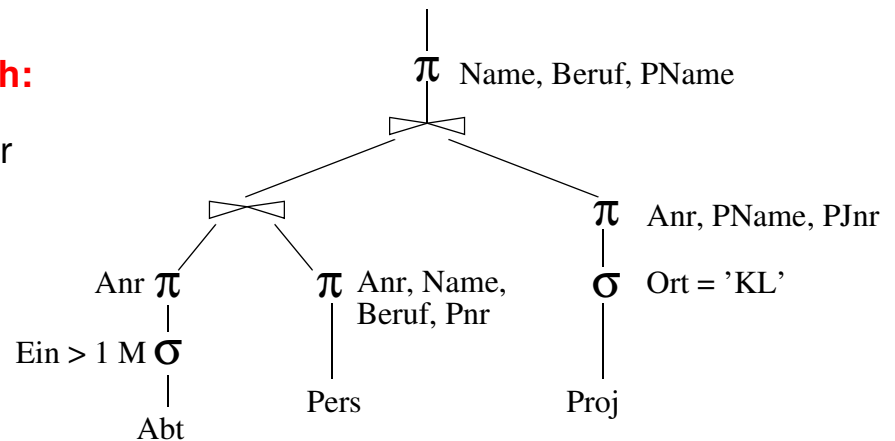 h:
r
π Name, Beruf, PName
π Anr, PName, PJnr
Anr π
π Anr, Name,
Beruf, Pnr
σ Ort = ’KL’
Ein > 1 M σ
Pers
Proj
Abt